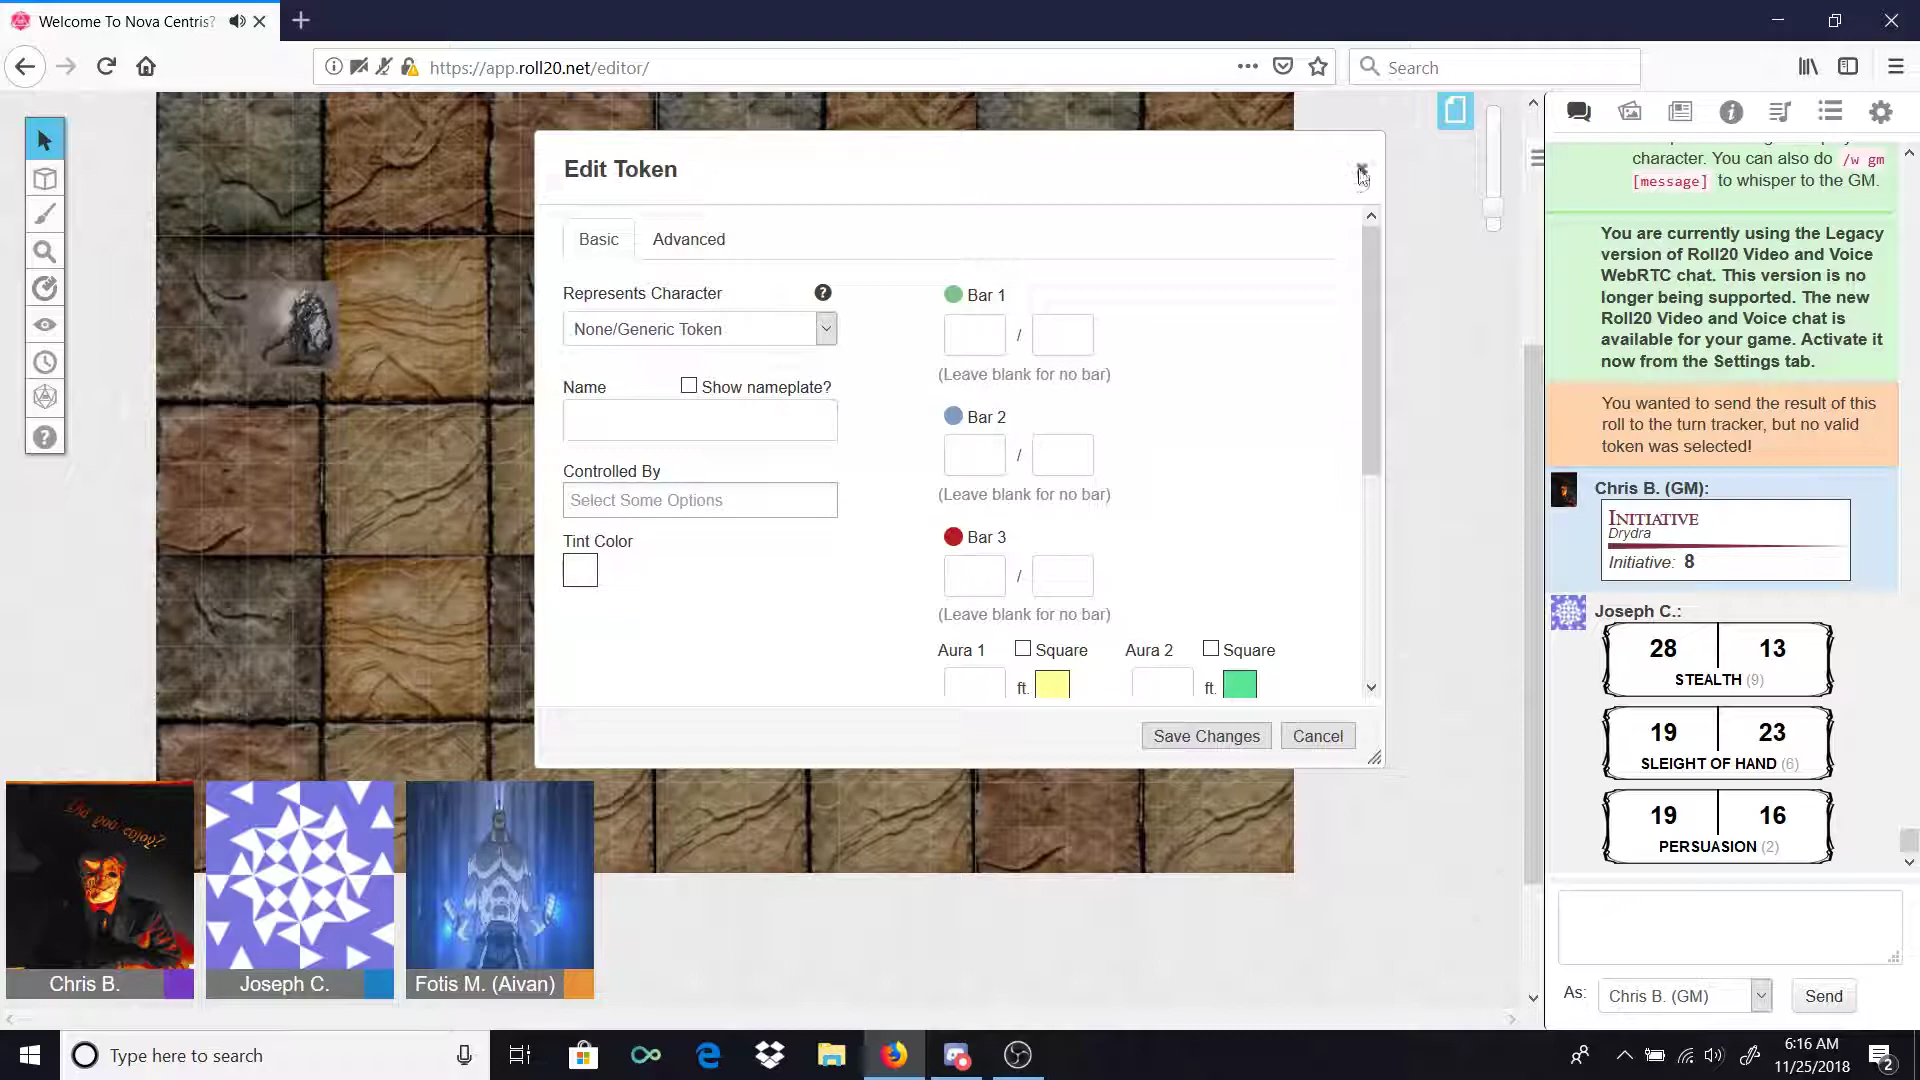 Welcome To Nova Centris?
https://app.roll20.net/editor/
Search
Edit Token
Basic
Advanced
Represents Character
None/Generic Token
Name
Show nameplate?
Controlled By
Select Some Options
Tint Color
Bar 1
/
(Leave blank for no bar)
Bar 2
/
(Leave blank for no bar)
Bar 3
/
(Leave blank for no bar)
Aura 1
Square
Aura 2
Square
ft.
ft.
Save Changes
Cancel
character. You can also do /w gm
[message] to whisper to the GM.
You are currently using the Legacy
version of Roll20 Video and Voice
WebRTC chat. This version is no
longer being supported. The new
Roll20 Video and Voice chat is
available for your game. Activate it
now from the Settings tab.
You wanted to send the result of this
roll to the turn tracker, but no valid
token was selected!
Chris B. (GM):
INITIATIVE
Drydra
Initiative: 8
Joseph C.:
28 13
STEALTH (9)
19 23
SLEIGHT OF HAND (6)
19 16
PERSUASION (2)
As:
Chris B. (GM)
Send
Chris B.
Joseph C.
Fotis M. (Aivan)
Type here to search
6:16 AM
11/25/2018
2